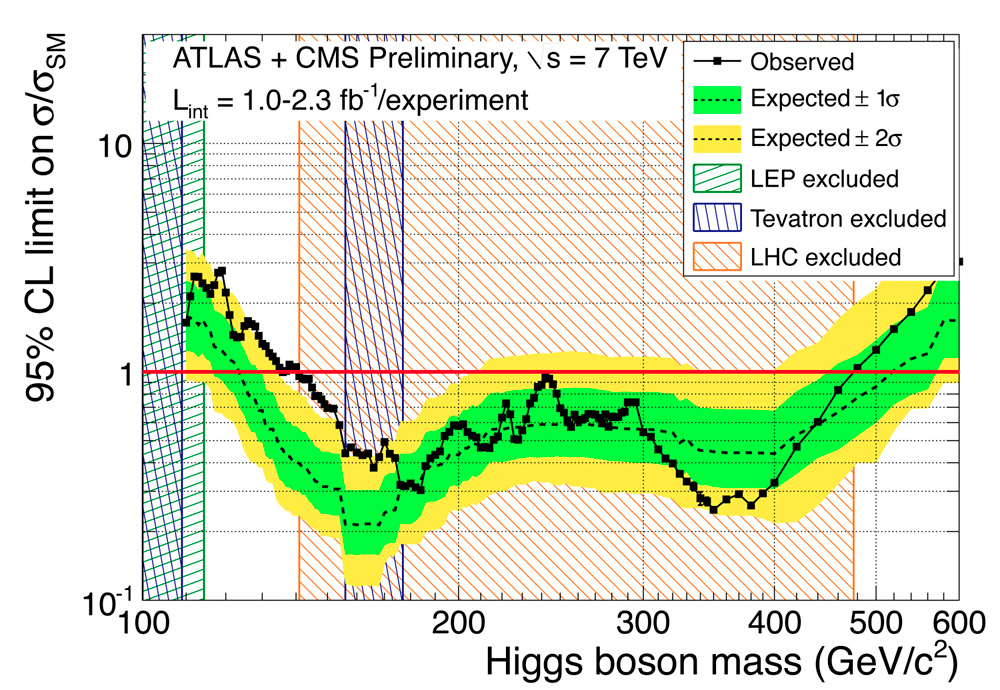 95% CL limit on σ/σSM
ATLAS + CMS Preliminary, \ s = 7 TeV
Lint = 1.0-2.3 fb-1/experiment
Observed
Expected ± 1σ
Expected ± 2σ
LEP excluded
Tevatron excluded
LHC excluded
10
1
10-1
100 200 300 400 500 600
Higgs boson mass (GeV/c2)